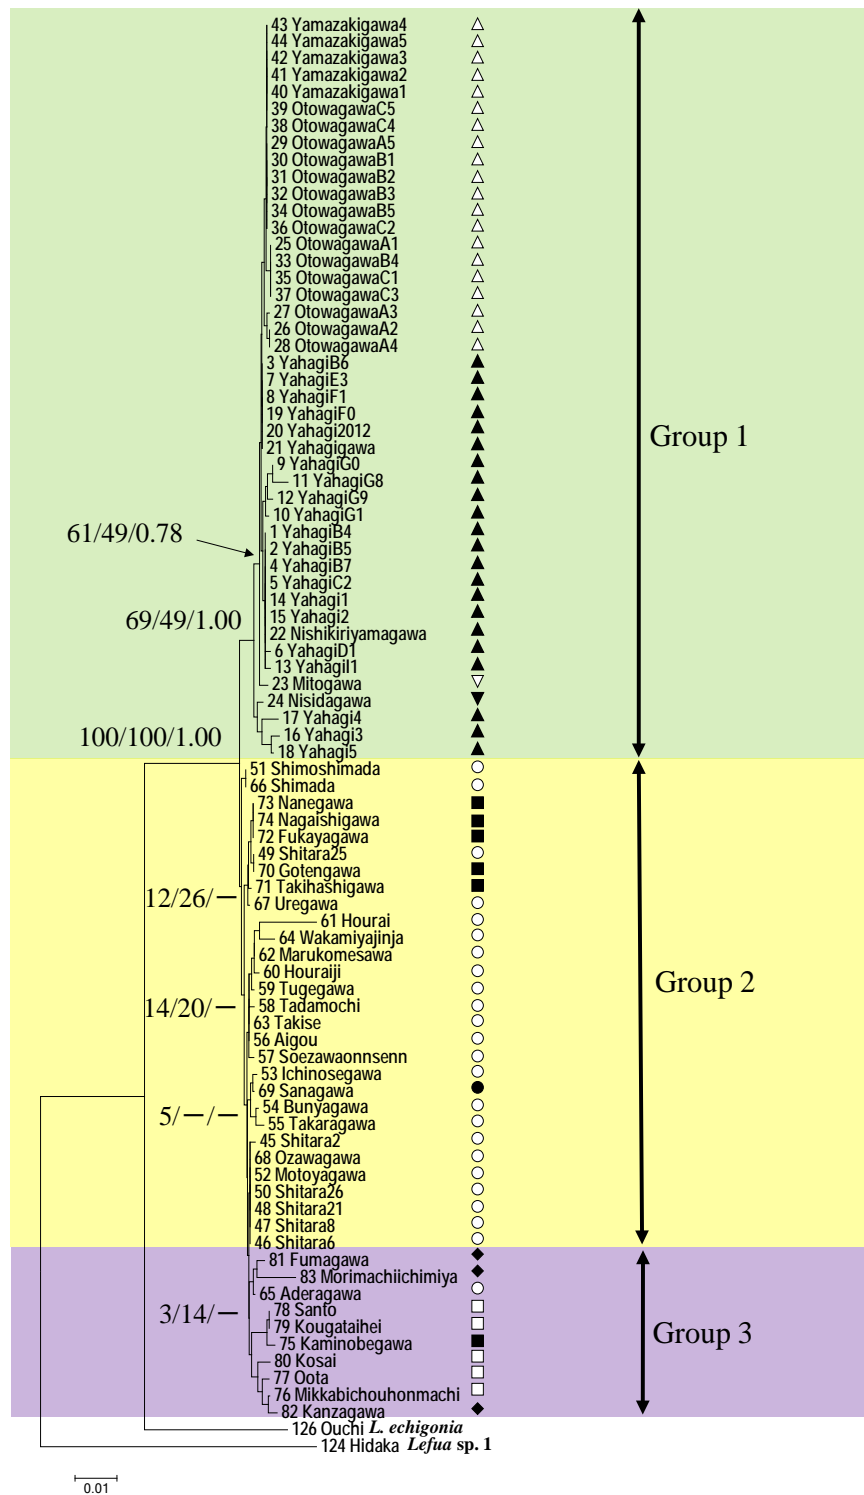 43 Yamazakigawa4
44 Yamazakigawa5
42 Yamazakigawa3
41 Yamazakigawa2
40 Yamazakigawa1
39 OtowagawaC5
38 OtowagawaC4
29 OtowagawaA5
30 OtowagawaB1
31 OtowagawaB2
32 OtowagawaB3
34 OtowagawaB5
36 OtowagawaC2
25 OtowagawaA1
33 OtowagawaB4
35 OtowagawaC1
37 OtowagawaC3
27 OtowagawaA3
26 OtowagawaA2
28 OtowagawaA4
3 YahagiB6
7 YahagiE3
8 YahagiF1
19 YahagiF0
20 Yahagi2012
21 Yahagigawa
Group 1
9 YahagiG0
11 YahagiG8
12 YahagiG9
10 YahagiG1
1 YahagiB4
61/49/0.78
2 YahagiB5
4 YahagiB7
5 YahagiC2
14 Yahagi1
15 Yahagi2
69/49/1.00
22 Nishikiriyamagawa
6 YahagiD1
13 YahagiI1
23 Mitogawa
24 Nisidagawa
17 Yahagi4
16 Yahagi3
100/100/1.00
18 Yahagi5
51 Shimoshimada
66 Shimada
73 Nanegawa
74 Nagaishigawa
72 Fukayagawa
49 Shitara25
70 Gotengawa
71 Takihashigawa
12/26/ー
67 Uregawa
61 Hourai
64 Wakamiyajinja
62 Marukomesawa
60 Houraiji
59 Tugegawa
Group 2
58 Tadamochi
14/20/ー
63 Takise
56 Aigou
57 Soezawaonnsenn
53 Ichinosegawa
69 Sanagawa
54 Bunyagawa
5/ー/ー
55 Takaragawa
45 Shitara2
68 Ozawagawa
52 Motoyagawa
50 Shitara26
48 Shitara21
47 Shitara8
46 Shitara6
81 Fumagawa
83 Morimachiichimiya
65 Aderagawa
78 Santo
3/14/ー
79 Kougataihei
Group 3
75 Kaminobegawa
80 Kosai
77 Oota
76 Mikkabichouhonmachi
82 Kanzagawa
126 Ouchi L. echigonia
124 Hidaka Lefua sp. 1
0.01